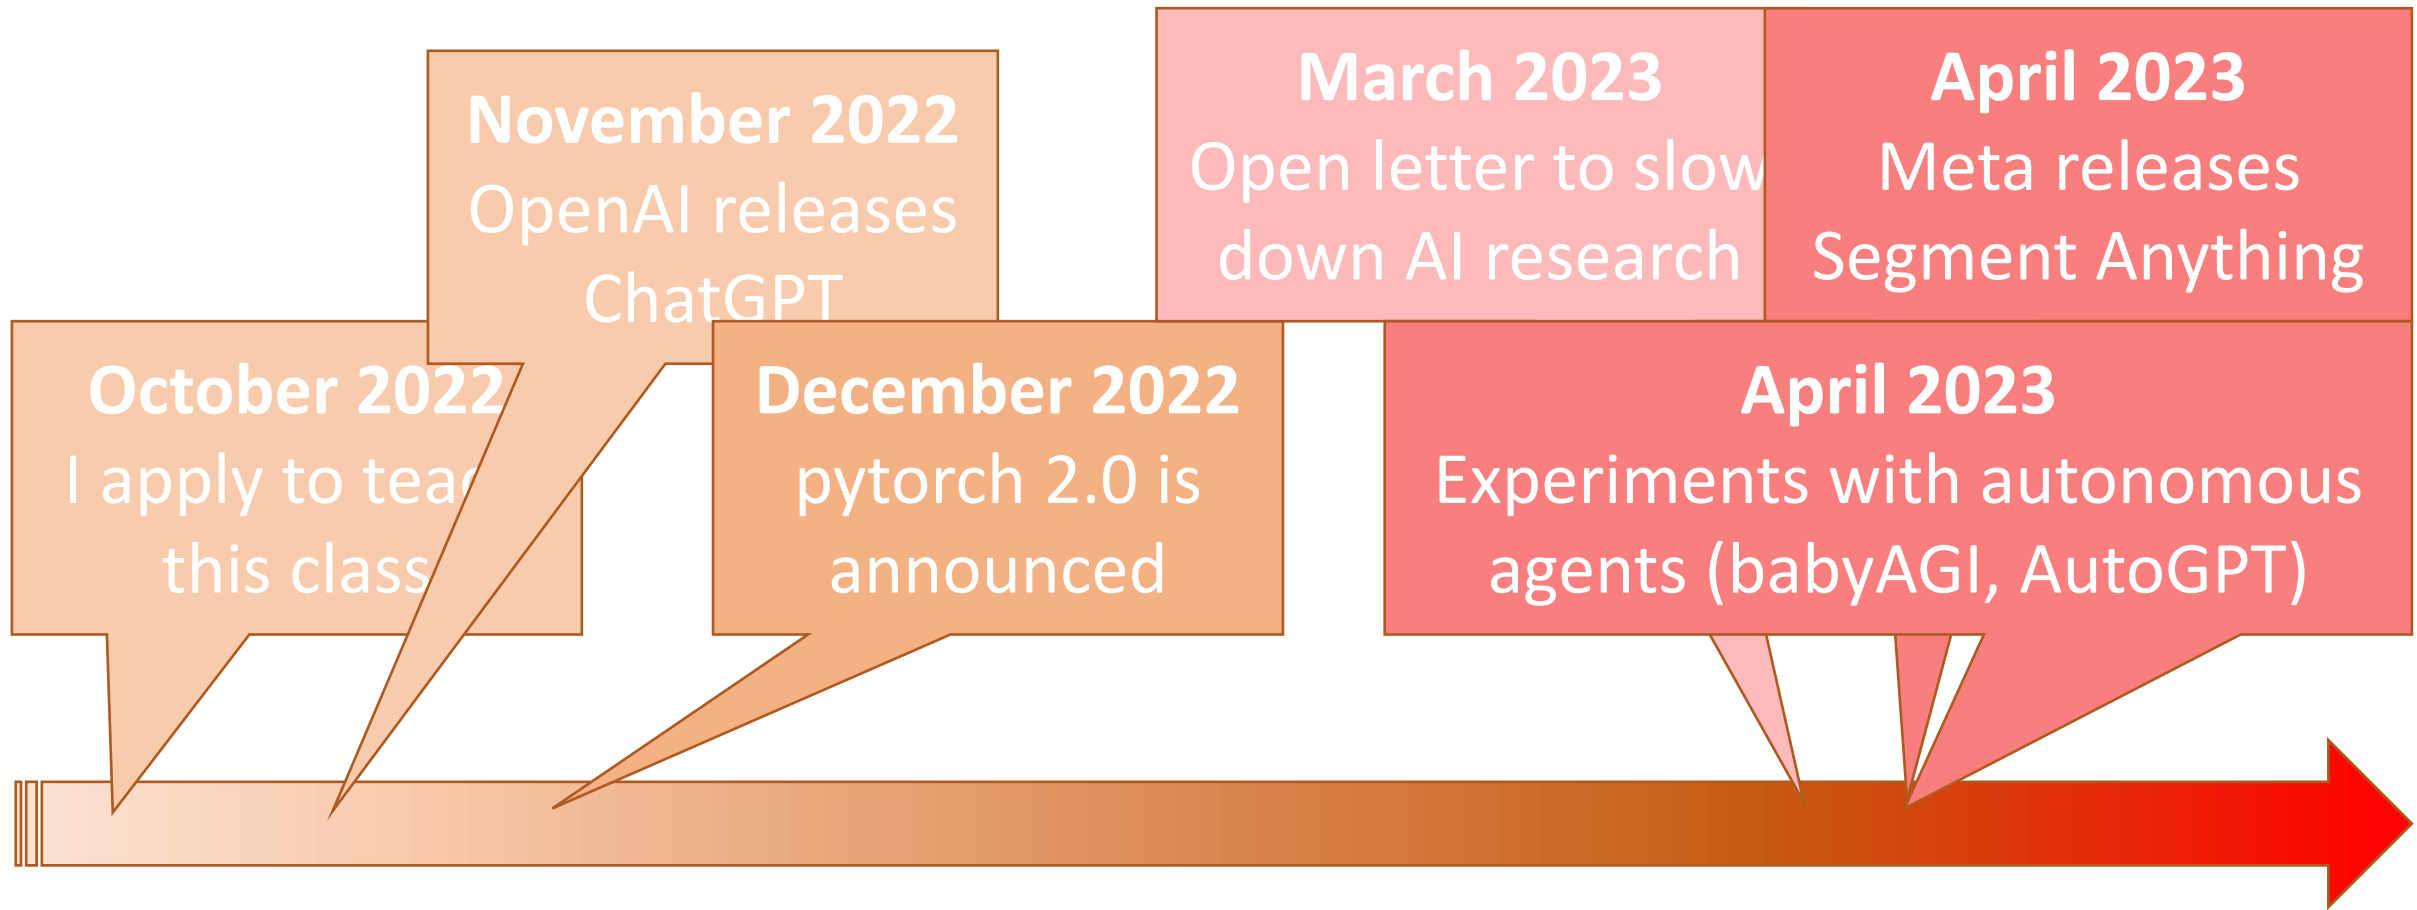 October 2022
I apply to teach
this class
November 2022
OpenAI releases
ChatGPT
December 2022
pytorch 2.0 is
announced
March 2023
Open letter to slow
down AI research
April 2023
Meta releases
Segment Anything
April 2023
Experiments with autonomous
agents (babyAGI, AutoGPT)